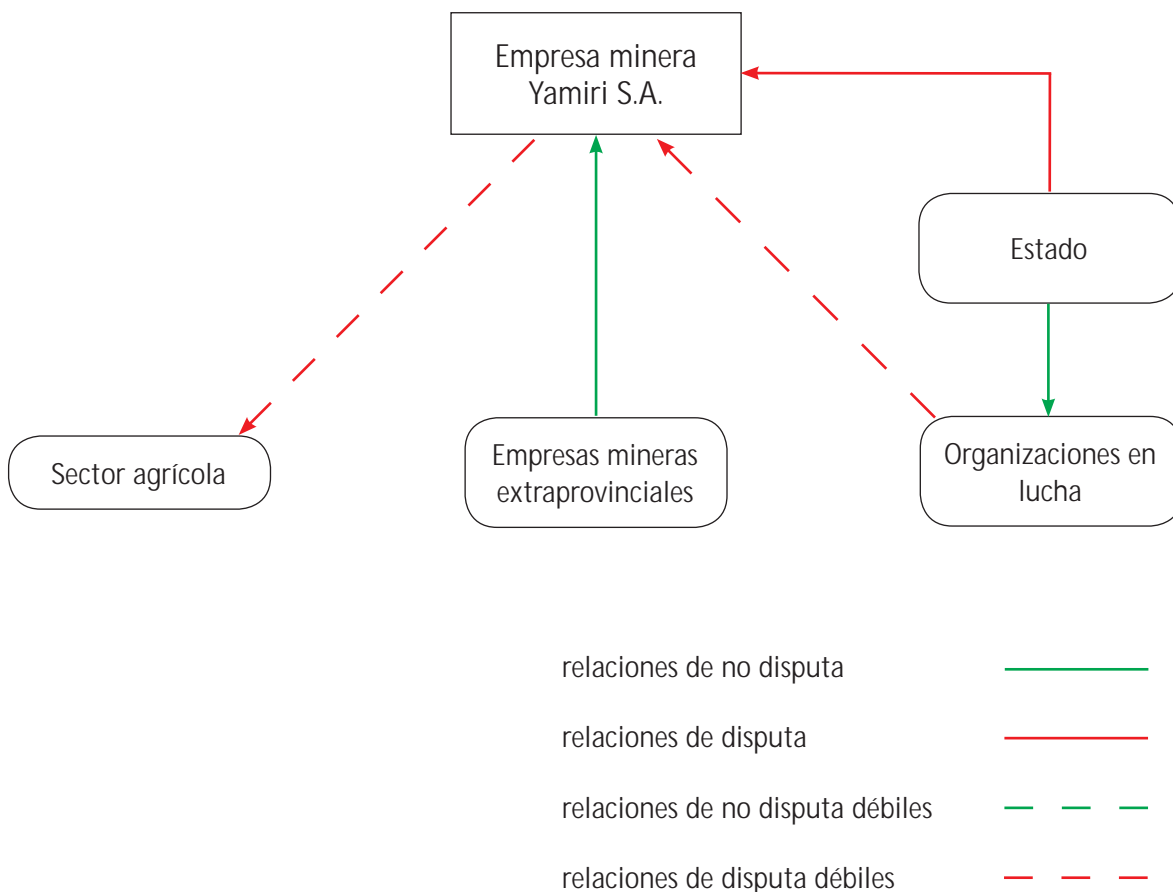 Empresa minera
Yamiri S.A.
Estado
Sector agrícola
Empresas mineras
extraprovinciales
Organizaciones en
lucha
relaciones de no disputa
relaciones de disputa
relaciones de no disputa débiles
relaciones de disputa débiles